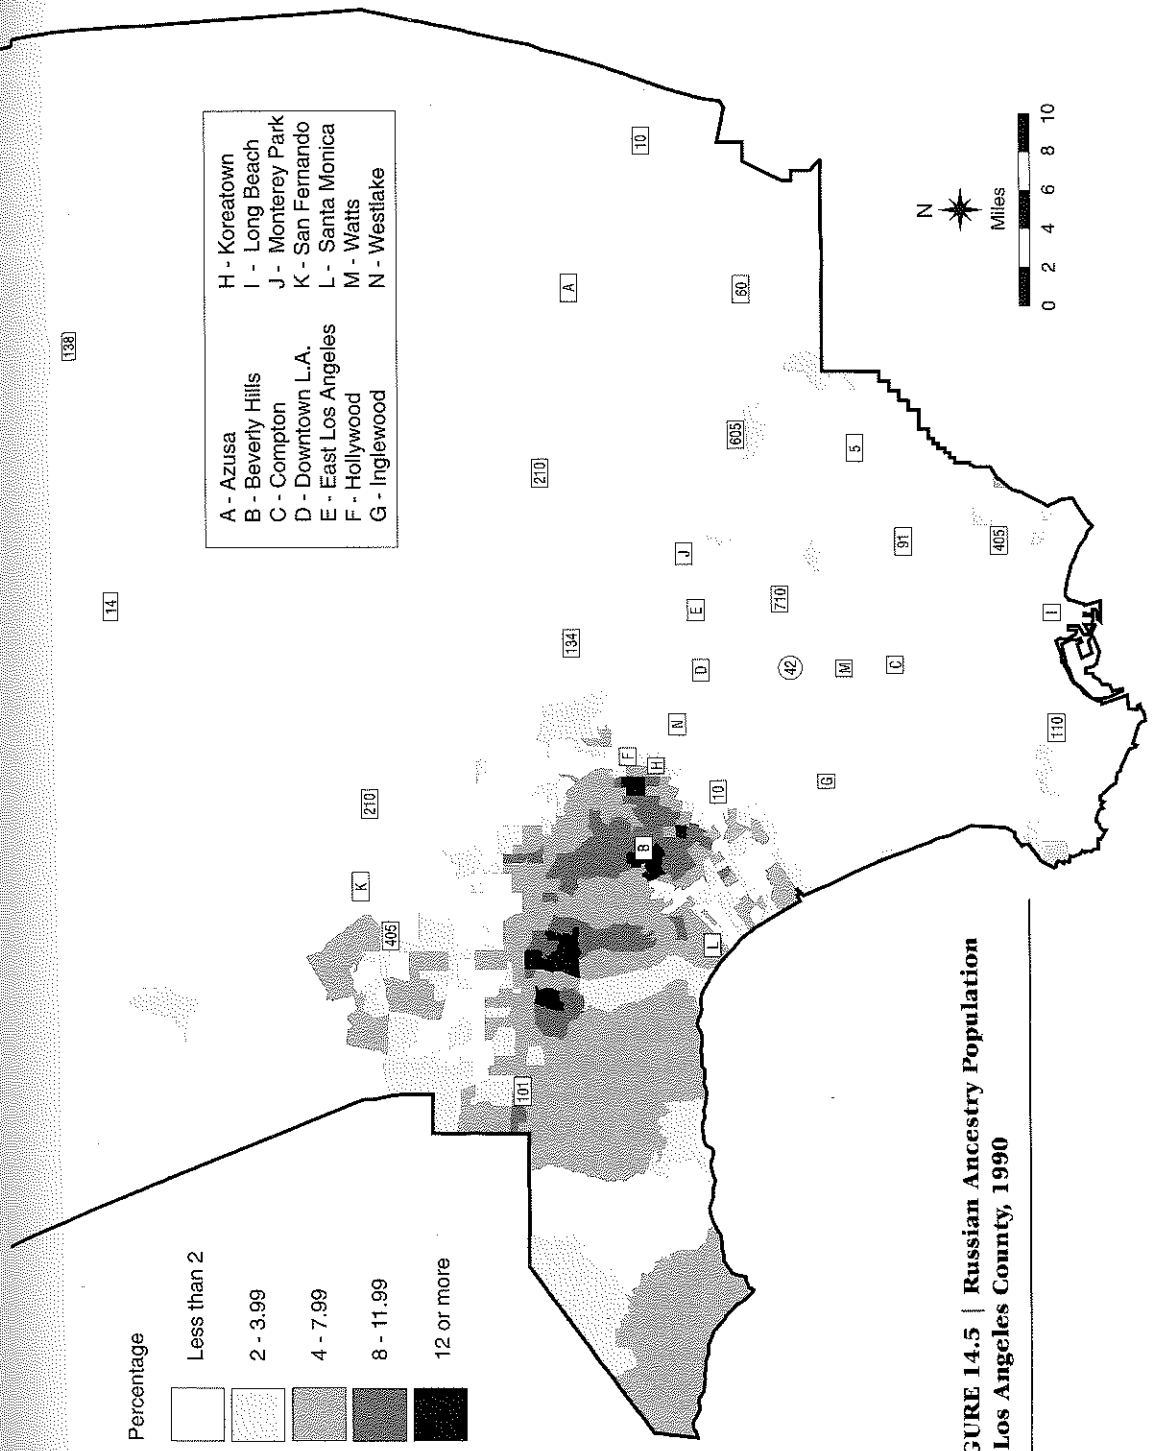 138
14
H - Koreatown
I - Long Beach
J - Monterey Park
K - San Fernando
L - Santa Monica
M - Watts
N - Westlake
A - Azusa
B - Beverly Hills
C - Compton
D - Downtown L.A.
E - East Los Angeles
F - Hollywood
G - Inglewood
10
A
60
N
Miles
0 2 4 6 8 10
210
605
5
J
91
405
134
E
710
D
42
M
C
I
N
110
F
H
10
G
210
K
B
405
L
101
Percentage
Less than 2
2 - 3.99
4 - 7.99
8 - 11.99
12 or more
GURE 14.5 | Russian Ancestry Population
Los Angeles County, 1990